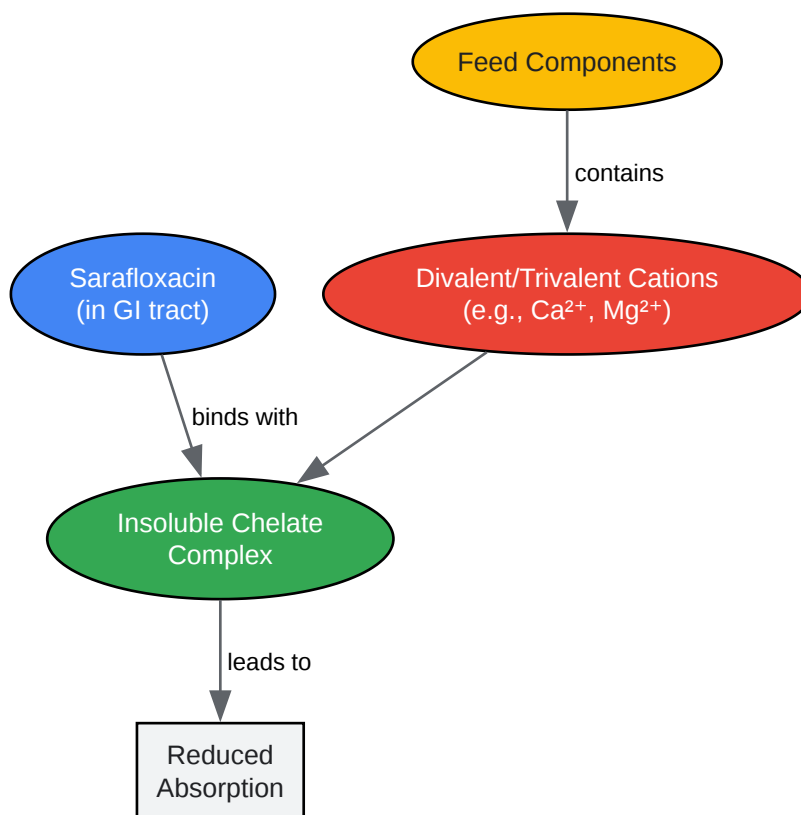 Feed Components
contains
Sarafloxacin
(in GI tract)
Divalent/Trivalent Cations
(e.g., Ca²⁺, Mg²⁺)
binds with
Insoluble Chelate
Complex
leads to
Reduced
Absorption